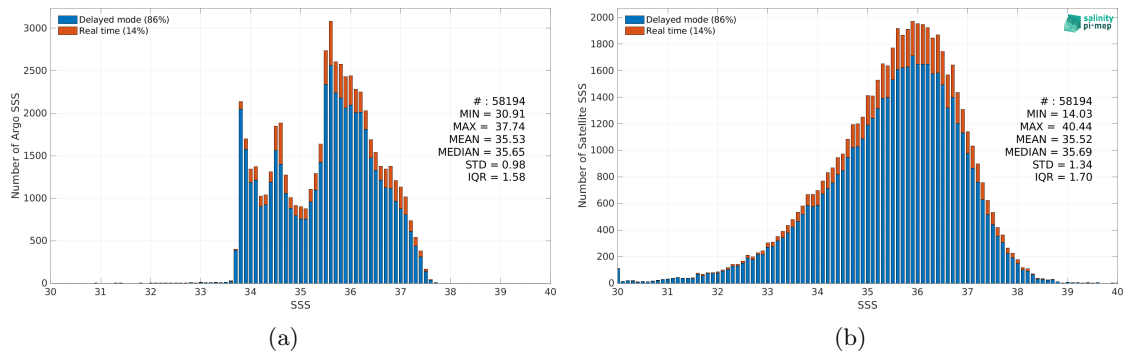 Delayed mode (86%)
Real time (14%)
3000
2500
2000
1500
1000
500
0
Number of Argo SSS
# : 58194
MIN = 30.91
MAX = 37.74
MEAN = 35.53
MEDIAN = 35.65
STD = 0.98
IQR = 1.58
30 31 32 33 34 35 36 37 38 39 40
SSS
(a)
Delayed mode (86%)
Real time (14%)
salinity
pi-mep
2000
1800
1600
1400
1200
1000
800
600
400
200
0
Number of Satellite SSS
# : 58194
MIN = 14.03
MAX = 40.44
MEAN = 35.52
MEDIAN = 35.69
STD = 1.34
IQR = 1.70
30 31 32 33 34 35 36 37 38 39 40
SSS
(b)